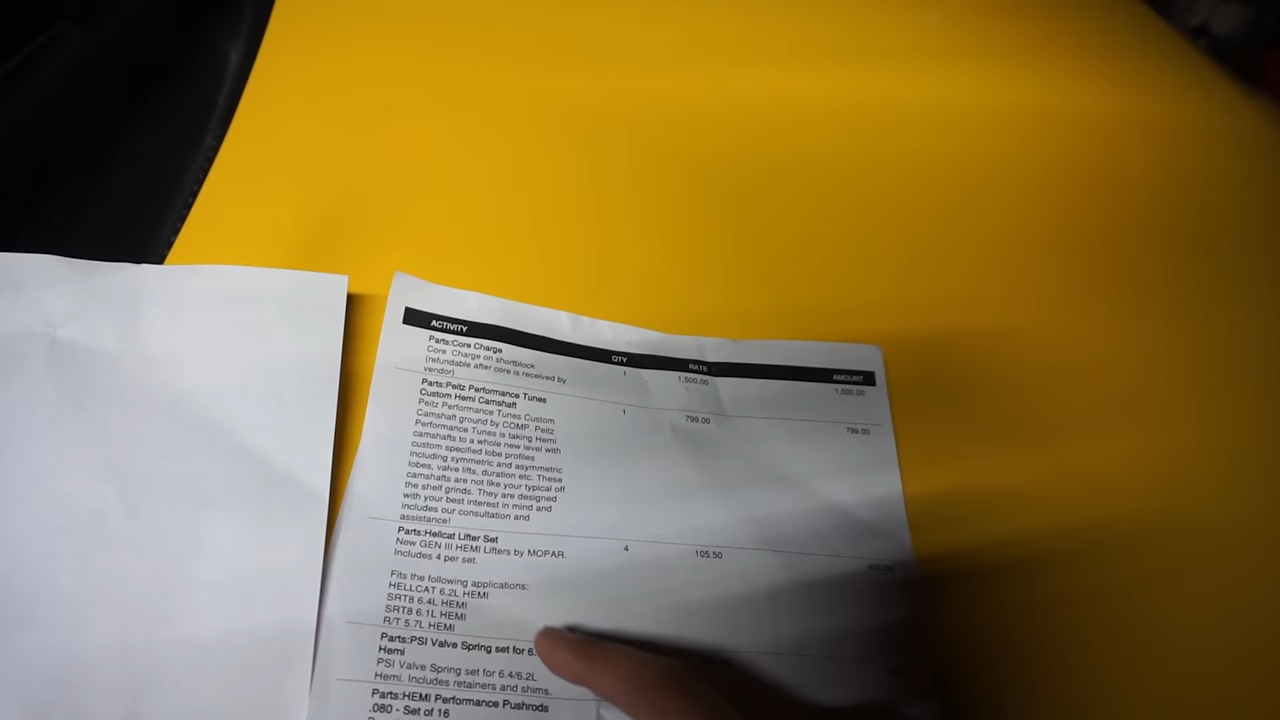 ACTIVITY QTY RATE AMOUNT
Parts:Core Charge 1 1,500.00 1,500.00
Core Charge on shortblock
(refundable after core is received by
vendor)
Parts:Peitz Performance Tunes 1 799.00 799.00
Custom Hemi Camshaft
Peitz Performance Tunes Custom
Camshaft ground by COMP. Peitz
Performance Tunes is taking Hemi
camshafts to a whole new level with
custom specified lobe profiles
including symmetric and asymmetric
lobes, valve lifts, duration etc. These
camshafts are not like your typical off
the shelf grinds. They are designed
with your best interest in mind and
includes our consultation and
assistance!
Parts:Hellcat Lifter Set 4 105.50 422.00
New GEN III HEMI Lifters by MOPAR.
Includes 4 per set.
Fits the following applications:
HELLCAT 6.2L HEMI
SRT8 6.4L HEMI
SRT8 6.1L HEMI
R/T 5.7L HEMI
Parts:PSI Valve Spring set for 6.
Hemi
PSI Valve Spring set for 6.4/6.2L
Hemi. Includes retainers and shims.
Parts:HEMI Performance Pushrods
.080 - Set of 16